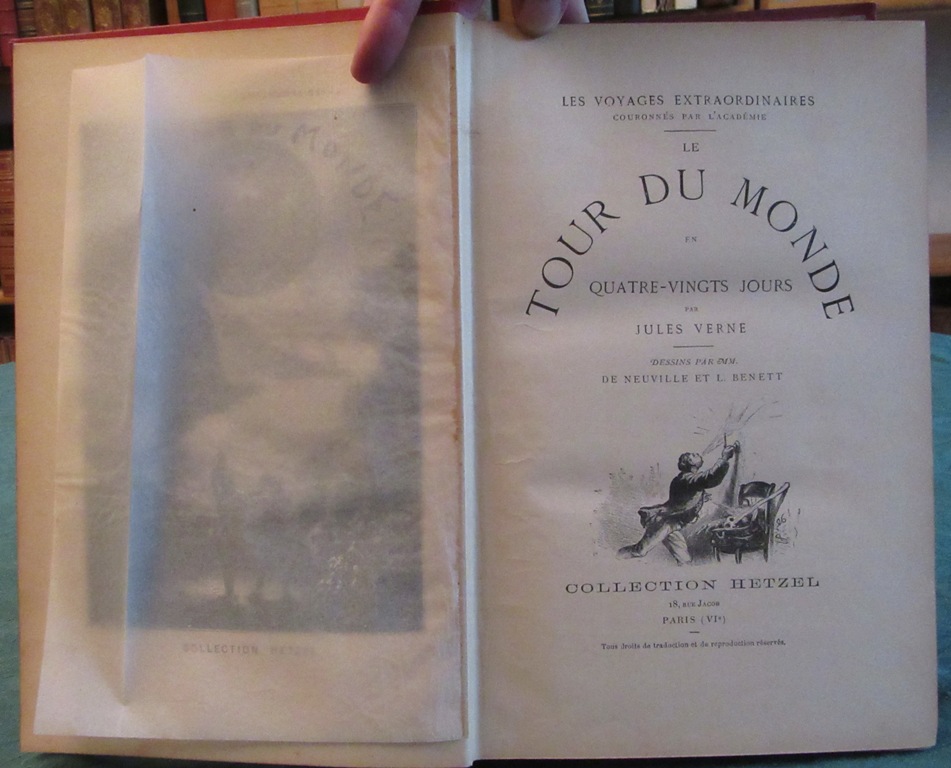 COLLECTION HETZEL
LES VOYAGES EXTRAORDINAIRES
COURONNÉS PAR L'ACADÉMIE
LE
TOUR DU MONDE
EN
QUATRE-VINGTS JOURS
PAR
JULES VERNE
DESSINS PAR MM.
DE NEUVILLE ET L. BENETT
COLLECTION HETZEL
18, RUE JACOB
PARIS (VIe)
Tous droits de traduction et de reproduction réservés.